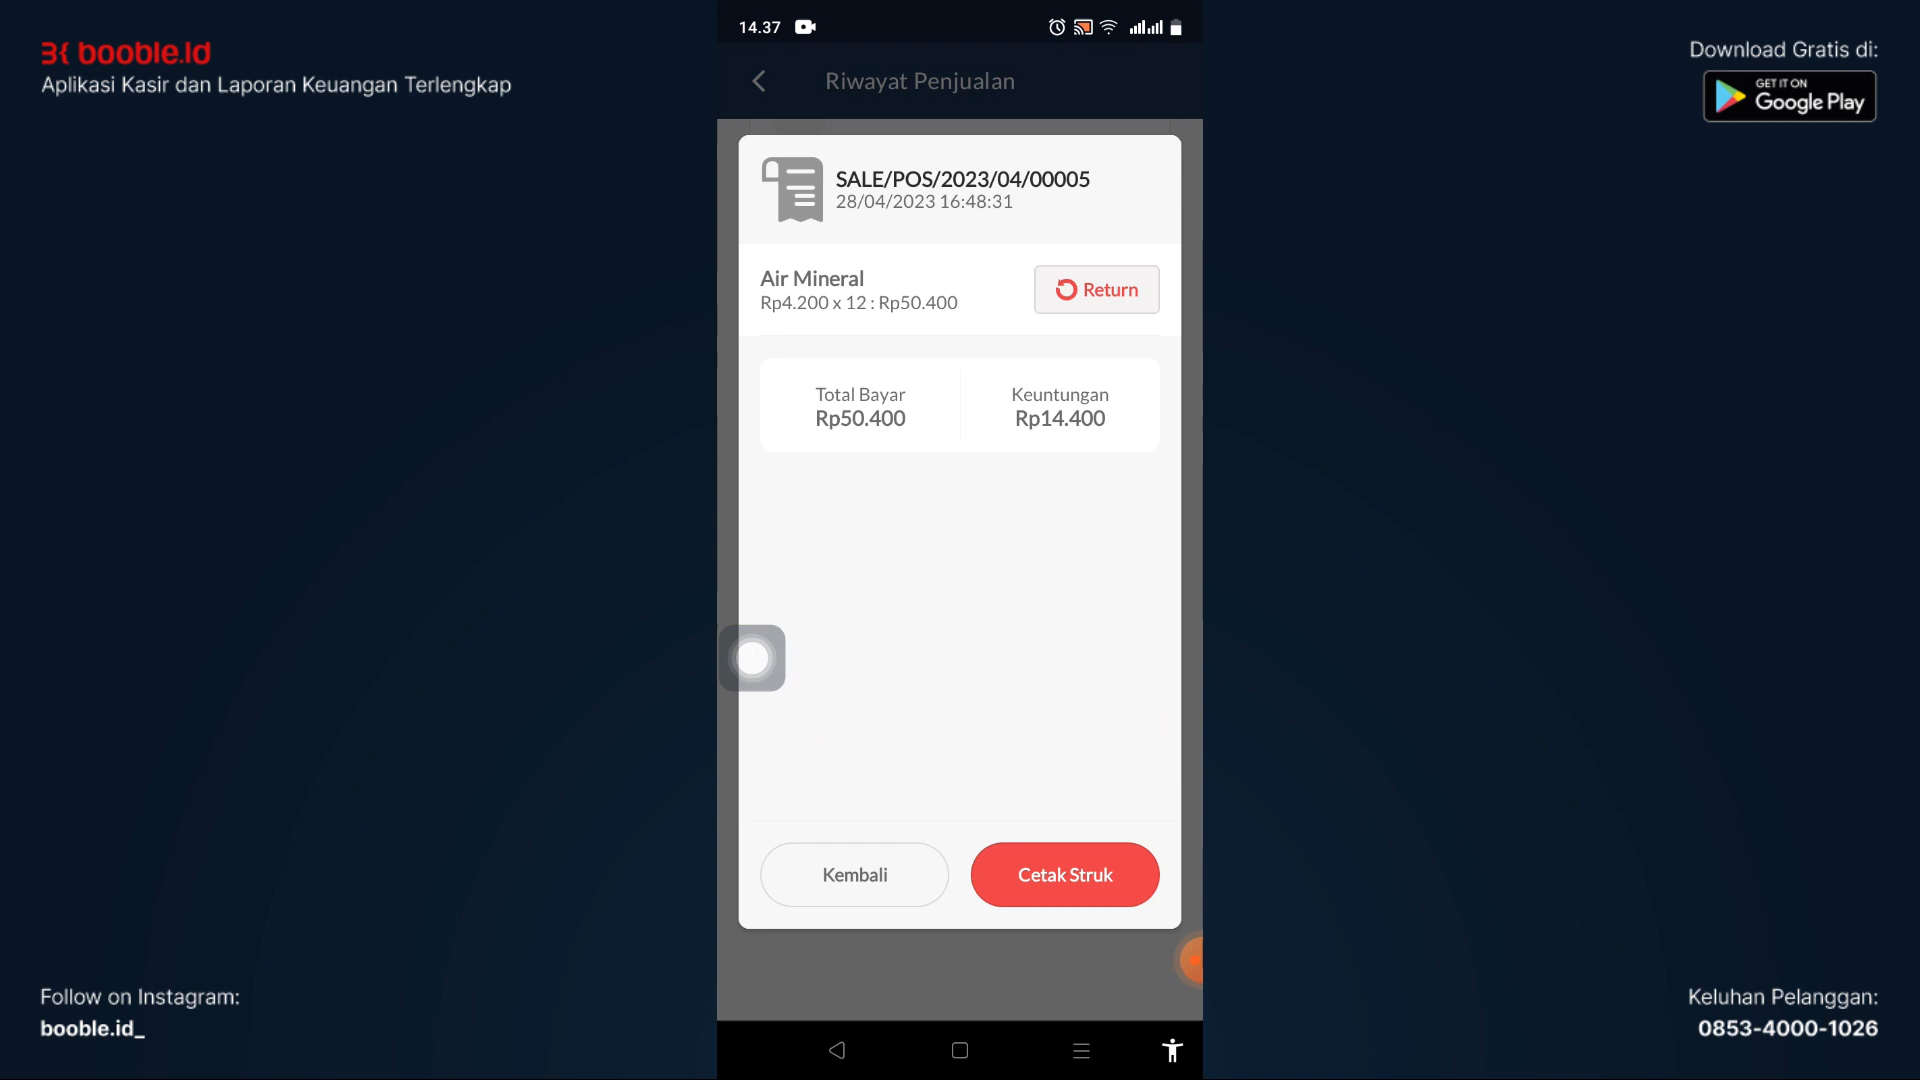 booble.id
Aplikasi Kasir dan Laporan Keuangan Terlengkap
Download Gratis di:
GET IT ON
Google Play
14.37
Riwayat Penjualan
SALE/POS/2023/04/00005
28/04/2023 16:48:31
Air Mineral
Rp4.200 x 12 : Rp50.400
Return
Total Bayar
Rp50.400
Keuntungan
Rp14.400
Kembali
Cetak Struk
Follow on Instagram:
booble.id_
Keluhan Pelanggan:
0853-4000-1026